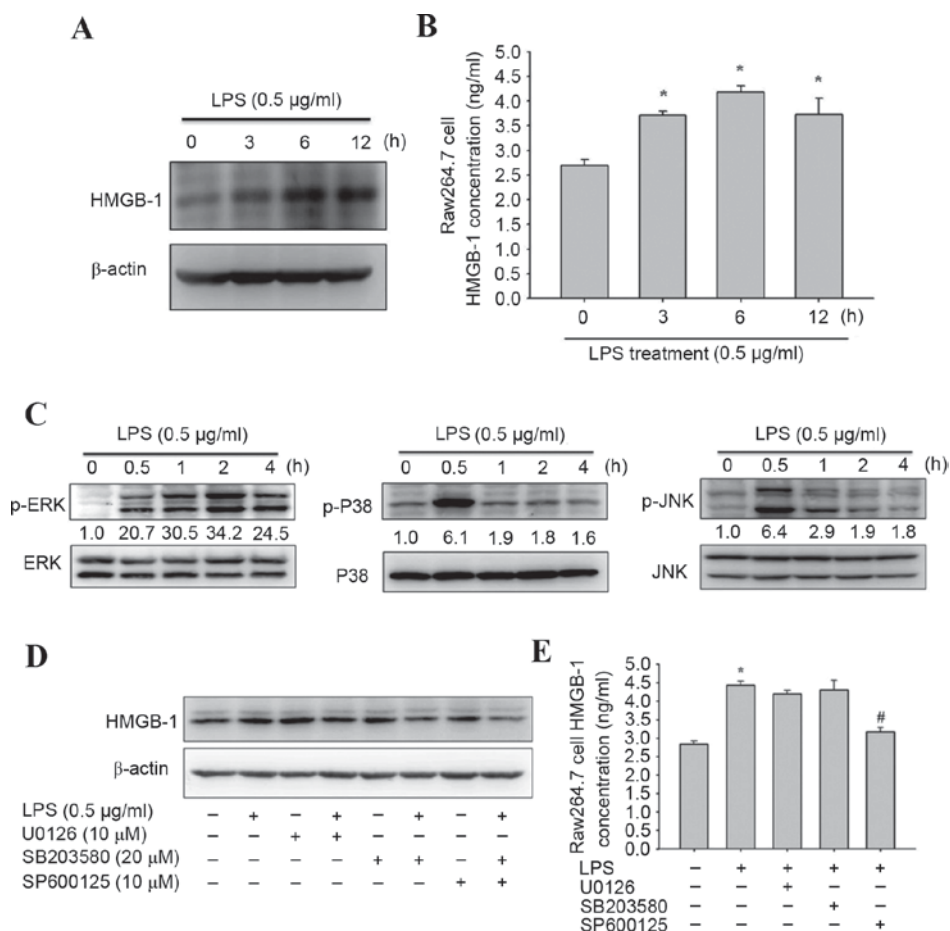 A
LPS (0.5 µg/ml)
0 3 6 12 (h)
HMGB-1
β-actin
B
Raw264.7 cell
HMGB-1 concentration (ng/ml)
5.0
4.5
4.0
3.5
3.0
2.5
2.0
1.5
1.0
0.5
0.0
* * *
0 3 6 12 (h)
LPS treatment (0.5 µg/ml)
C
LPS (0.5 µg/ml)
0 0.5 1 2 4 (h)
p-ERK
1.0 20.7 30.5 34.2 24.5
ERK
LPS (0.5 µg/ml)
0 0.5 1 2 4 (h)
p-P38
1.0 6.1 1.9 1.8 1.6
P38
LPS (0.5 µg/ml)
0 0.5 1 2 4 (h)
p-JNK
1.0 6.4 2.9 1.9 1.8
JNK
D
HMGB-1
β-actin
LPS (0.5 µg/ml) − + − + − + − +
U0126 (10 µM) − − + + − − − −
SB203580 (20 µM) − − − − + + − +
SP600125 (10 µM) − − − − − − + +
E
Raw264.7 cell HMGB-1
concentration (ng/ml)
5.0
4.5
4.0
3.5
3.0
2.5
2.0
1.5
1.0
0.5
0.0
* #
LPS − + + + +
U0126 − − + − −
SB203580 − − − + −
SP600125 − − − − +